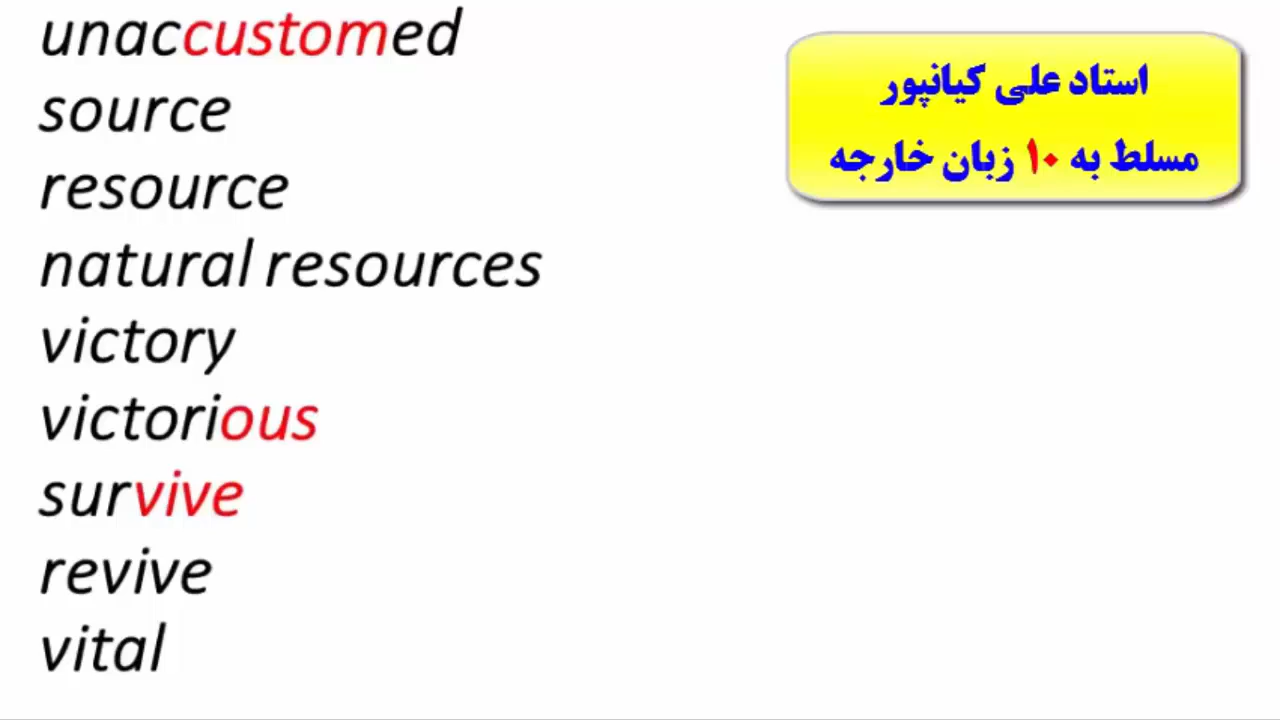 unaccustomed
source
resource
natural resources
victory
victorious
survive
revive
vital
استاد علی کیانپور
مسلط به ۱۰ زبان خارجه